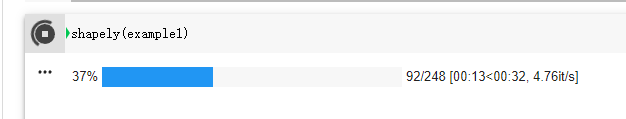 shapely(example1)
37% 92/248 [00:13<00:32, 4.76it/s]